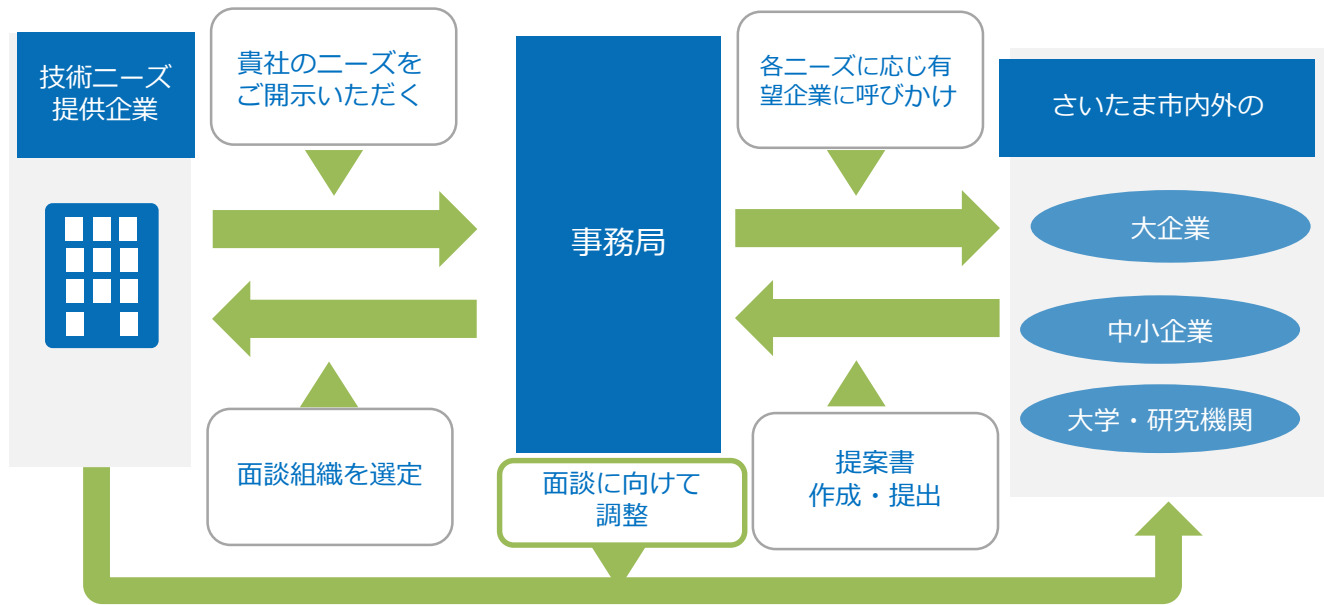 技術ニーズ
提供企業
貴社のニーズを
ご開示いただく
事務局
各ニーズに応じ有
望企業に呼びかけ
さいたま市内外の
大企業
中小企業
大学・研究機関
面談組織を選定
面談に向けて
調整
提案書
作成・提出